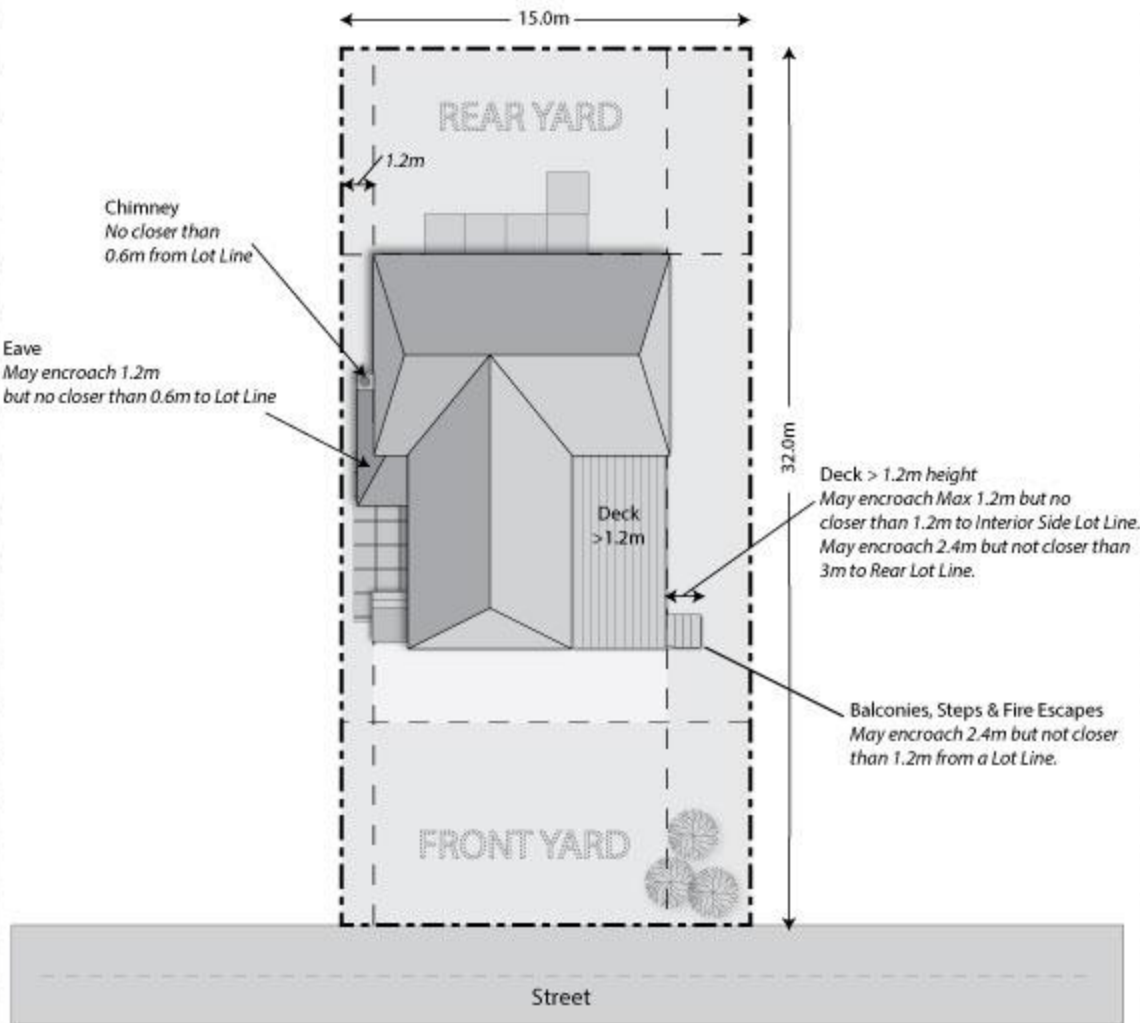 15.0m
REAR YARD
1.2m
Chimney
No closer than
0.6m from Lot Line
Eave
May encroach 1.2m
but no closer than 0.6m to Lot Line
32.0m
Deck > 1.2m height
May encroach Max 1.2m but no
closer than 1.2m to Interior Side Lot Line.
May encroach 2.4m but not closer than
3m to Rear Lot Line.
Deck
>1.2m
Balconies, Steps & Fire Escapes
May encroach 2.4m but not closer
than 1.2m from a Lot Line.
FRONT YARD
Street